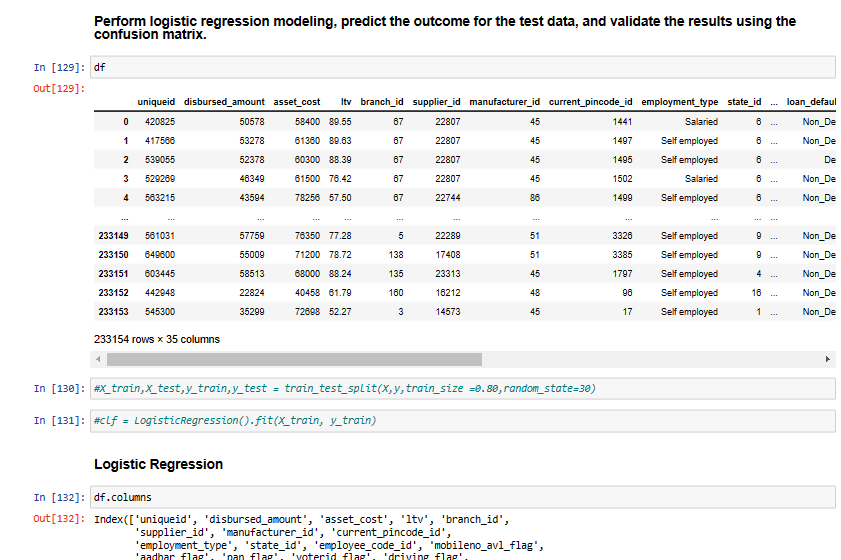 Perform logistic regression modeling, predict the outcome for the test data, and validate the results using the
confusion matrix.
In [129]: df
Out[129]:
uniqueid disbursed_amount asset_cost ltv branch_id supplier_id manufacturer_id current_pincode_id employment_type state_id ... loan_defaul
0 420825 50578 58400 89.55 67 22807 45 1441 Salaried 6 ... Non_De
1 417566 53278 61360 89.63 67 22807 45 1497 Self employed 6 ... Non_De
2 539055 52378 60300 88.39 67 22807 45 1495 Self employed 6 ... De
3 529269 46349 61500 76.42 67 22807 45 1502 Salaried 6 ... Non_De
4 563215 43594 78256 57.50 67 22744 86 1499 Self employed 6 ... Non_De
... ... ... ... ... ... ... ... ... ... ... ...
233149 561031 57759 76350 77.28 5 22289 51 3326 Self employed 9 ... Non_De
233150 649600 55009 71200 78.72 138 17408 51 3385 Self employed 9 ... Non_De
233151 603445 58513 68000 88.24 135 23313 45 1797 Self employed 4 ... Non_De
233152 442948 22824 40458 61.79 160 16212 48 96 Self employed 16 ... Non_De
233153 545300 35299 72698 52.27 3 14573 45 17 Self employed 1 ... Non_De
233154 rows × 35 columns
In [130]: #X_train,X_test,y_train,y_test = train_test_split(X,y,train_size =0.80,random_state=30)
In [131]: #clf = LogisticRegression().fit(X_train, y_train)
Logistic Regression
In [132]: df.columns
Out[132]: Index(['uniqueid', 'disbursed_amount', 'asset_cost', 'ltv', 'branch_id',
'supplier_id', 'manufacturer_id', 'current_pincode_id',
'employment_type', 'state_id', 'employee_code_id', 'mobileno_avl_flag',
'aadhar_flag', 'pan_flag', 'voterid_flag', 'driving_flag',